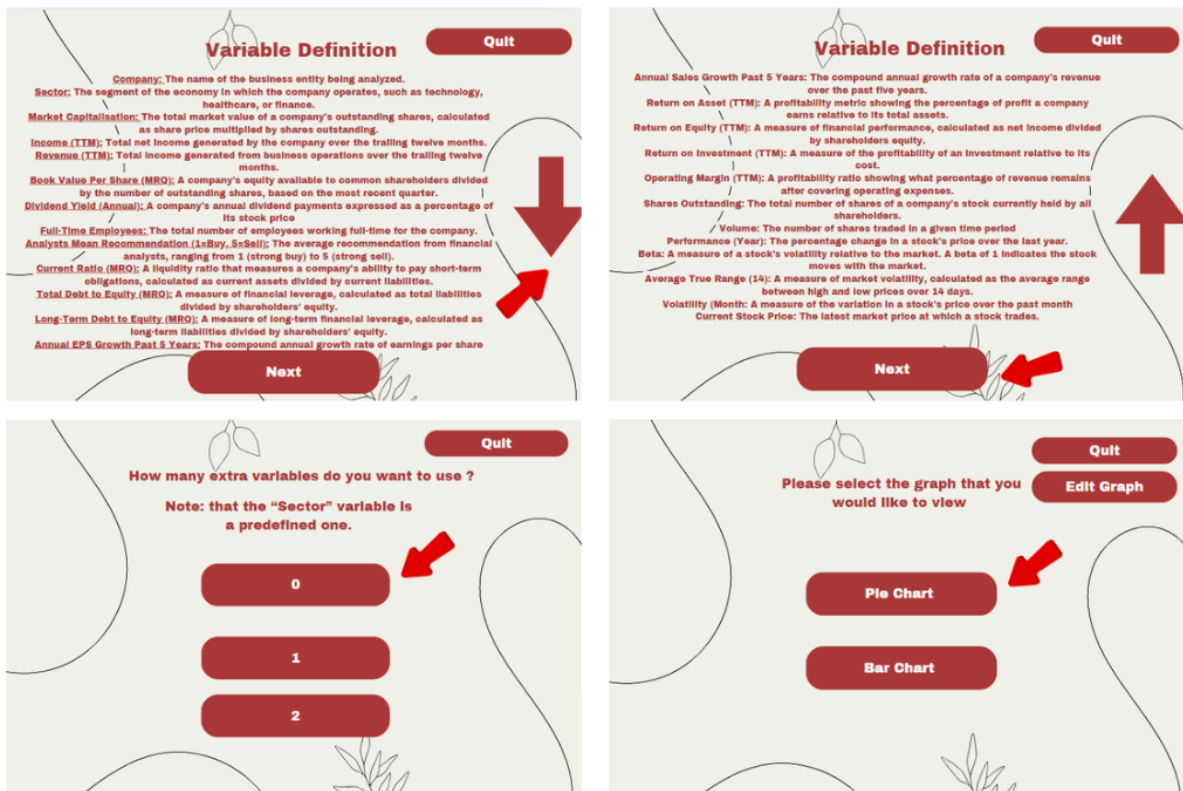 Variable Definition
Quit
Company: The name of the business entity being analyzed.
Sector: The segment of the economy in which the company operates, such as technology,
healthcare, or finance.
Market Capitalisation: The total market value of a company's outstanding shares, calculated
as share price multiplied by shares outstanding.
Income (TTM): Total net income generated by the company over the trailing twelve months.
Revenue (TTM): Total income generated from business operations over the trailing twelve
months.
Book Value Per Share (MRQ): A company's equity available to common shareholders divided
by the number of outstanding shares, based on the most recent quarter.
Dividend Yield (Annual): A company's annual dividend payments expressed as a percentage of
its stock price
Full-Time Employees: The total number of employees working full-time for the company.
Analysts Mean Recommendation (1=Buy, 5=Sell): The average recommendation from financial
analysts, ranging from 1 (strong buy) to 5 (strong sell).
Current Ratio (MRQ): A liquidity ratio that measures a company's ability to pay short-term
obligations, calculated as current assets divided by current liabilities.
Total Debt to Equity (MRQ): A measure of financial leverage, calculated as total liabilities
divided by shareholders' equity.
Long-Term Debt to Equity (MRQ): A measure of long-term financial leverage, calculated as
long-term liabilities divided by shareholders' equity.
Annual EPS Growth Past 5 Years: The compound annual growth rate of earnings per share
Next
Variable Definition
Quit
Annual Sales Growth Past 5 Years: The compound annual growth rate of a company's revenue
over the past five years.
Return on Asset (TTM): A profitability metric showing the percentage of profit a company
earns relative to its total assets.
Return on Equity (TTM): A measure of financial performance, calculated as net income divided
by shareholders equity.
Return on Investment (TTM): A measure of the profitability of an investment relative to its
cost.
Operating Margin (TTM): A profitability ratio showing what percentage of revenue remains
after covering operating expenses.
Shares Outstanding: The total number of shares of a company's stock currently held by all
shareholders.
Volume: The number of shares traded in a given time period
Performance (Year): The percentage change in a stock's price over the last year.
Beta: A measure of a stock's volatility relative to the market. A beta of 1 indicates the stock
moves with the market.
Average True Range (14): A measure of market volatility, calculated as the average range
between high and low prices over 14 days.
Volatility (Month: A measure of the variation in a stock's price over the past month
Current Stock Price: The latest market price at which a stock trades.
Next
Quit
How many extra variables do you want to use ?
Note: that the “Sector” variable is
a predefined one.
0
1
2
Quit
Edit Graph
Please select the graph that you
would like to view
Pie Chart
Bar Chart